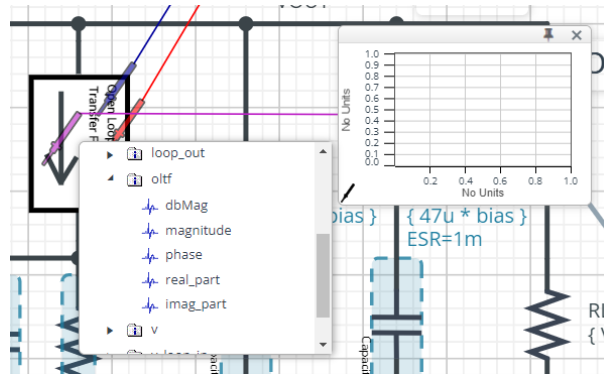 VOUT
Open Loop
Transfer F
loop_out
oltf
dbMag
magnitude
phase
real_part
imag_part
v
1.0
0.9
0.8
0.7
0.6
0.5
0.4
0.3
0.2
0.1
0.0
No Units
0.2
0.4
0.6
0.8
1.0
No Units
bias }
{ 47u * bias }
ESR=1m
RL
{ V
Capaci